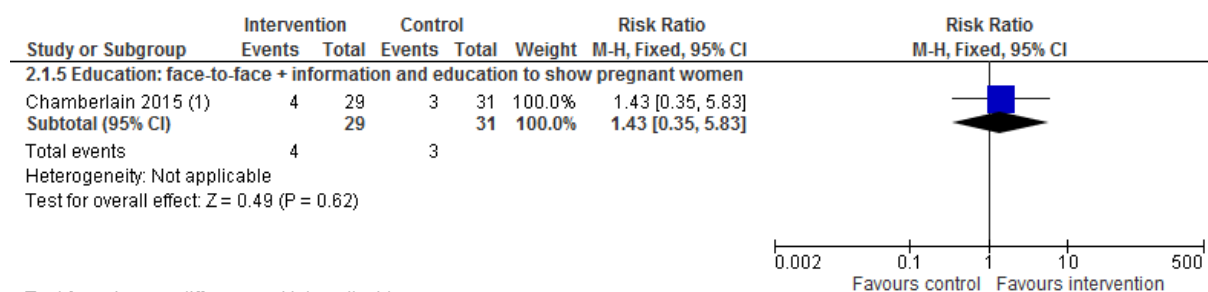 Intervention Control Risk Ratio Risk Ratio
Study or Subgroup Events Total Events Total Weight M-H, Fixed, 95% CI M-H, Fixed, 95% CI
2.1.5 Education: face-to-face + information and education to show pregnant women
Chamberlain 2015 (1) 4 29 3 31 100.0% 1.43 [0.35, 5.83]
Subtotal (95% CI) 29 31 100.0% 1.43 [0.35, 5.83]
Total events 4 3
Heterogeneity: Not applicable
Test for overall effect: Z = 0.49 (P = 0.62)
0.002 0.1 1 10 500
Favours control Favours intervention